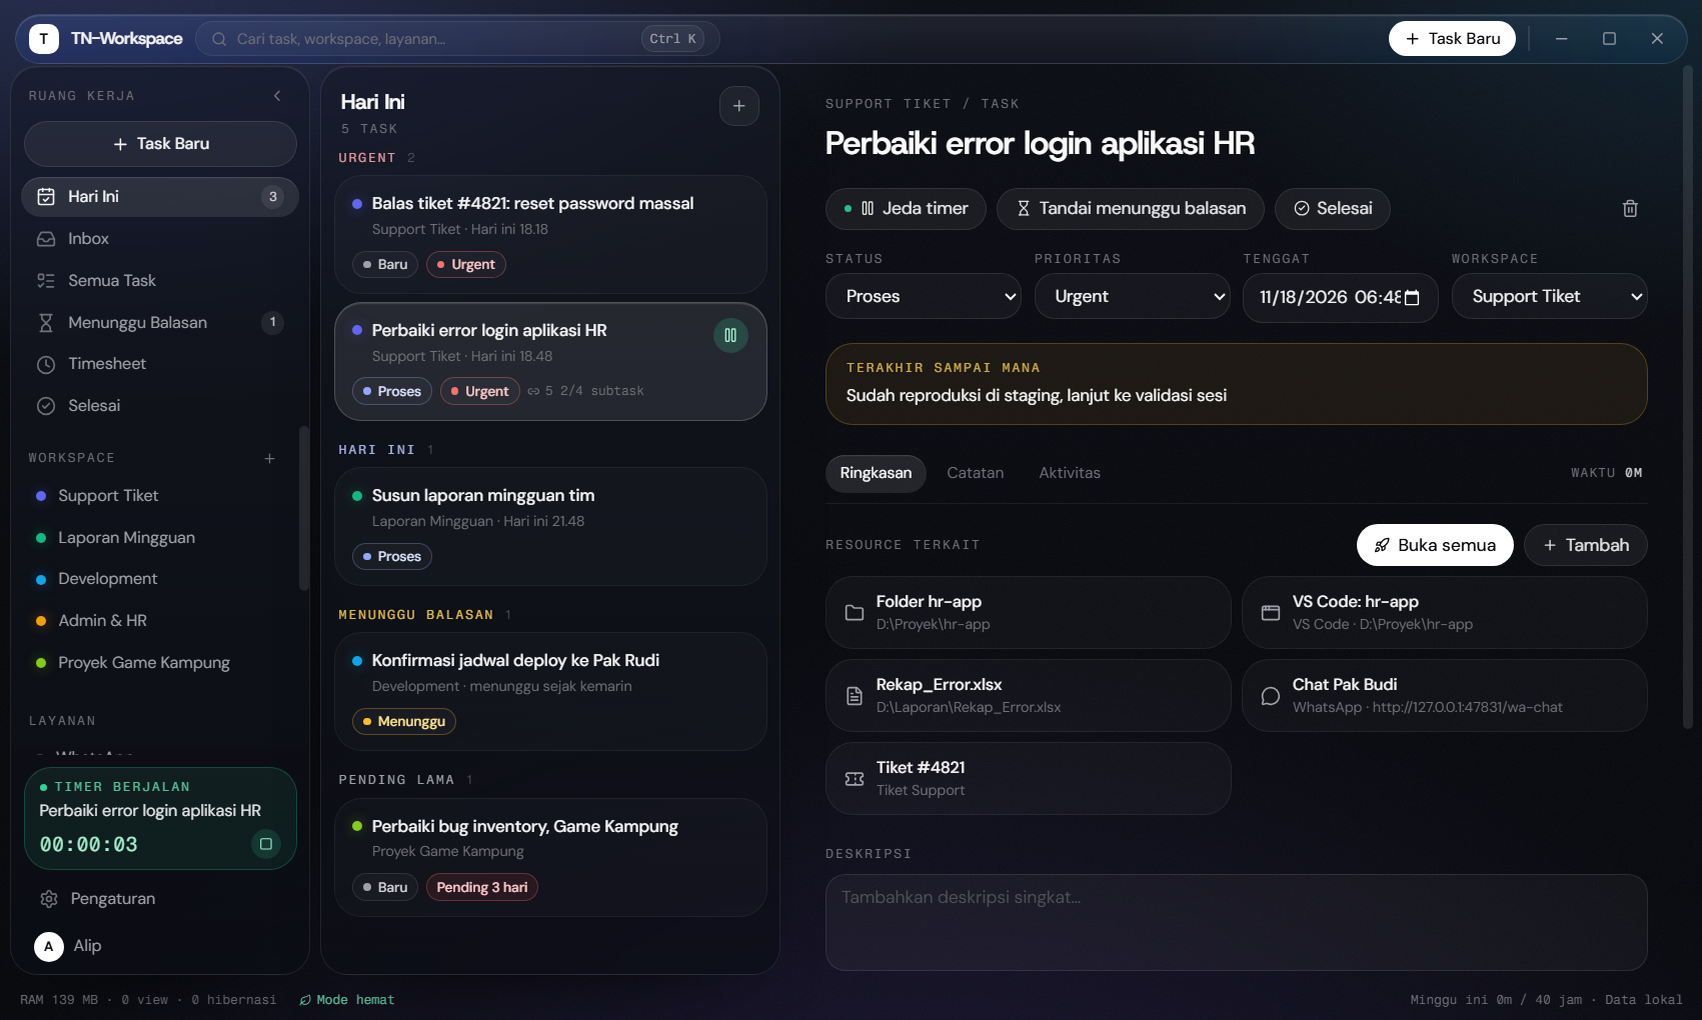 T TN-Workspace
Cari task, workspace, layanan...
Ctrl K
Task Baru
RUANG KERJA
Task Baru
Hari Ini 3
Inbox
Semua Task
Menunggu Balasan 1
Timesheet
Selesai
WORKSPACE
Support Tiket
Laporan Mingguan
Development
Admin & HR
Proyek Game Kampung
LAYANAN
WhatsApp
TIMER BERJALAN
Perbaiki error login aplikasi HR
00:00:03
Pengaturan
A Alip
Hari Ini
5 TASK
URGENT 2
Balas tiket #4821: reset password massal
Support Tiket · Hari ini 18.18
Baru Urgent
Perbaiki error login aplikasi HR
Support Tiket · Hari ini 18.48
Proses Urgent 5 2/4 subtask
HARI INI 1
Susun laporan mingguan tim
Laporan Mingguan · Hari ini 21.48
Proses
MENUNGGU BALASAN 1
Konfirmasi jadwal deploy ke Pak Rudi
Development · menunggu sejak kemarin
Menunggu
PENDING LAMA 1
Perbaiki bug inventory, Game Kampung
Proyek Game Kampung
Baru Pending 3 hari
SUPPORT TIKET / TASK
Perbaiki error login aplikasi HR
Jeda timer Tandai menunggu balasan Selesai
STATUS PRIORITAS TENGGAT WORKSPACE
Proses Urgent 11/18/2026 06:48 Support Tiket
TERAKHIR SAMPAI MANA
Sudah reproduksi di staging, lanjut ke validasi sesi
Ringkasan Catatan Aktivitas WAKTU 0M
RESOURCE TERKAIT Buka semua Tambah
Folder hr-app
D:\Proyek\hr-app
VS Code: hr-app
VS Code · D:\Proyek\hr-app
Rekap_Error.xlsx
D:\Laporan\Rekap_Error.xlsx
Chat Pak Budi
WhatsApp · http://127.0.0.1:47831/wa-chat
Tiket #4821
Tiket Support
DESKRIPSI
Tambahkan deskripsi singkat...
RAM 139 MB · 0 view · 0 hibernasi Mode hemat
Minggu ini 0m / 40 jam · Data lokal